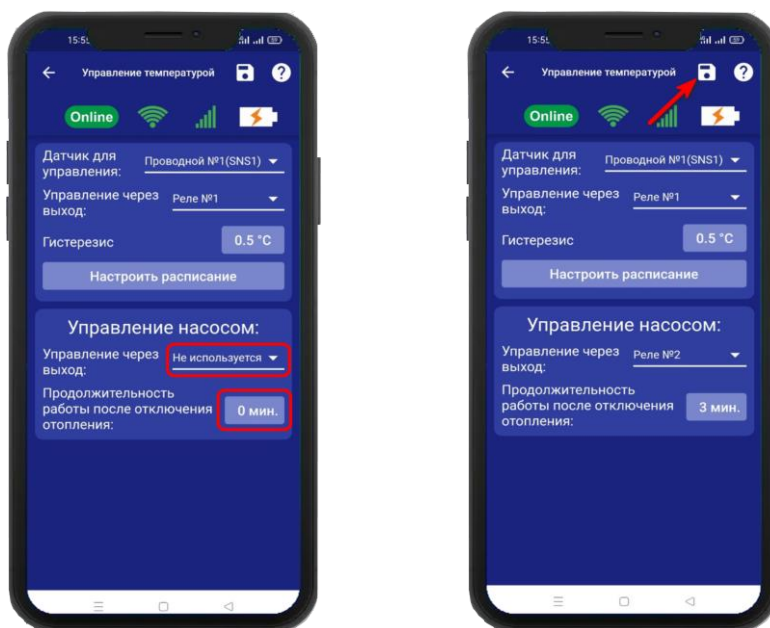 15:55
Управление температурой
Online
Датчик для
управления:
Проводной №1(SNS1)
Управление через
выход:
Реле №1
Гистерезис
0.5 °C
Настроить расписание
Управление насосом:
Управление через
выход:
Не используется
Продолжительность
работы после отключения
отопления:
0 мин.
Управление температурой
Online
Датчик для
управления:
Проводной №1(SNS1)
Управление через
выход:
Реле №1
Гистерезис
0.5 °C
Настроить расписание
Управление насосом:
Управление через
выход:
Реле №2
Продолжительность
работы после отключения
отопления:
3 мин.